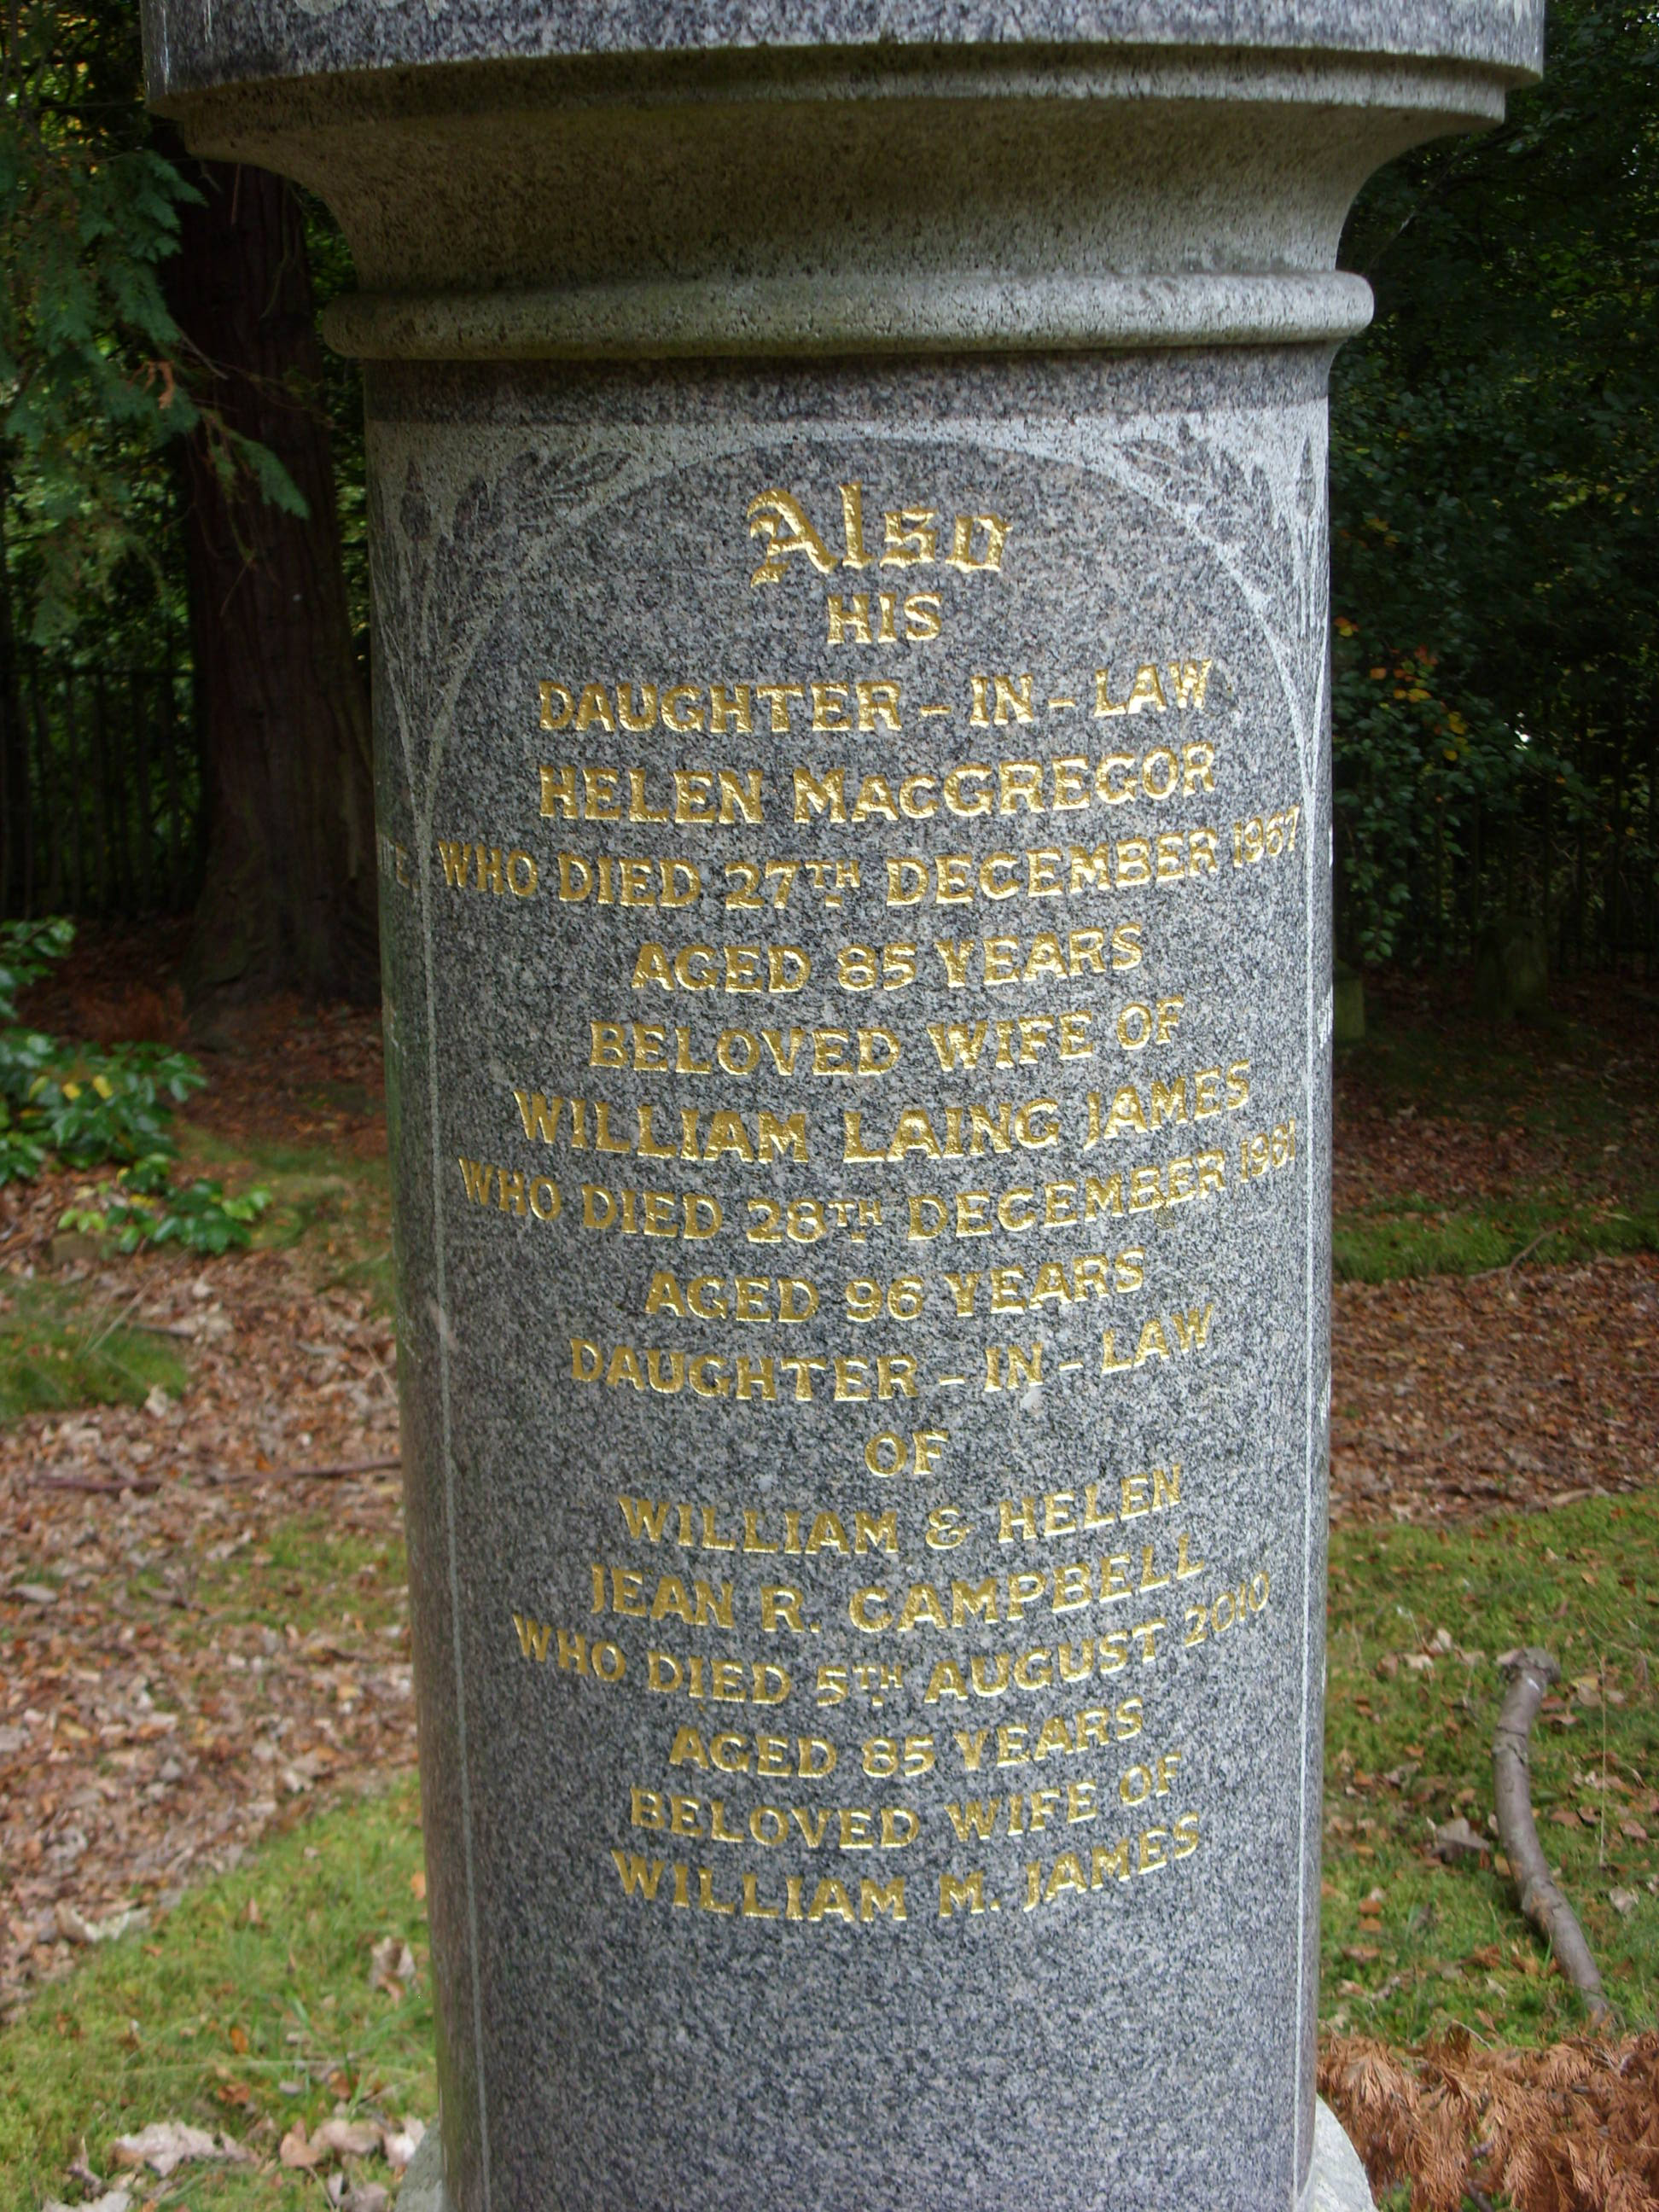 Also
HIS
DAUGHTER - IN - LAW
HELEN MACGREGOR
WHO DIED 27TH DECEMBER 1967
AGED 85 YEARS
BELOVED WIFE OF
WILLIAM LAING JAMES
WHO DIED 28TH DECEMBER 1961
AGED 96 YEARS
DAUGHTER - IN - LAW
OF
WILLIAM & HELEN
JEAN R. CAMPBELL
WHO DIED 5TH AUGUST 2010
AGED 85 YEARS
BELOVED WIFE OF
WILLIAM M. JAMES